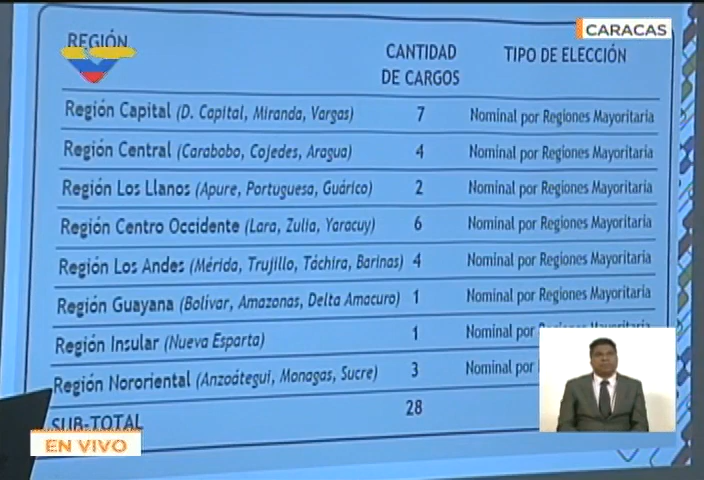 CARACAS
REGIÓN CANTIDAD DE CARGOS TIPO DE ELECCIÓN
Región Capital (D. Capital, Miranda, Vargas) 7 Nominal por Regiones Mayoritaria
Región Central (Carabobo, Cojedes, Aragua) 4 Nominal por Regiones Mayoritaria
Región Los Llanos (Apure, Portuguesa, Guárico) 2 Nominal por Regiones Mayoritaria
Región Centro Occidente (Lara, Zulia, Yaracuy) 6 Nominal por Regiones Mayoritaria
Región Los Andes (Mérida, Trujillo, Táchira, Barinas) 4 Nominal por Regiones Mayoritaria
Región Guayana (Bolívar, Amazonas, Delta Amacuro) 1 Nominal por Regiones Mayoritaria
Región Insular (Nueva Esparta) 1 Nominal por Regiones Mayoritaria
Región Nororiental (Anzoátegui, Monagas, Sucre) 3 Nominal por
SUB-TOTAL 28
EN VIVO